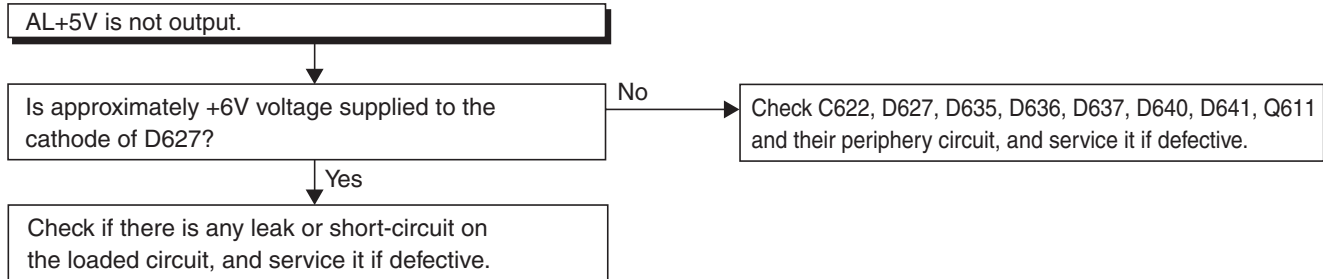 AL+5V is not output.
Is approximately +6V voltage supplied to the
cathode of D627?
No
Check C622, D627, D635, D636, D637, D640, D641, Q611
and their periphery circuit, and service it if defective.
Yes
Check if there is any leak or short-circuit on
the loaded circuit, and service it if defective.